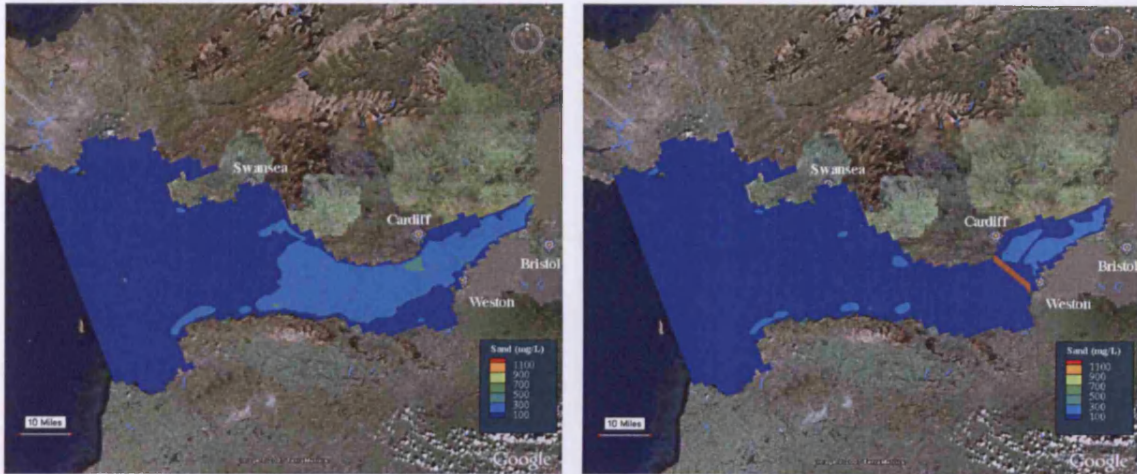 Swansea
Cardiff
Bristol
Weston
Sand (mg/L)
1100
900
700
500
300
100
10 Miles
Google
Swansea
Cardiff
Bristol
Weston
Sand (mg/L)
1100
900
700
500
300
100
10 Miles
Google